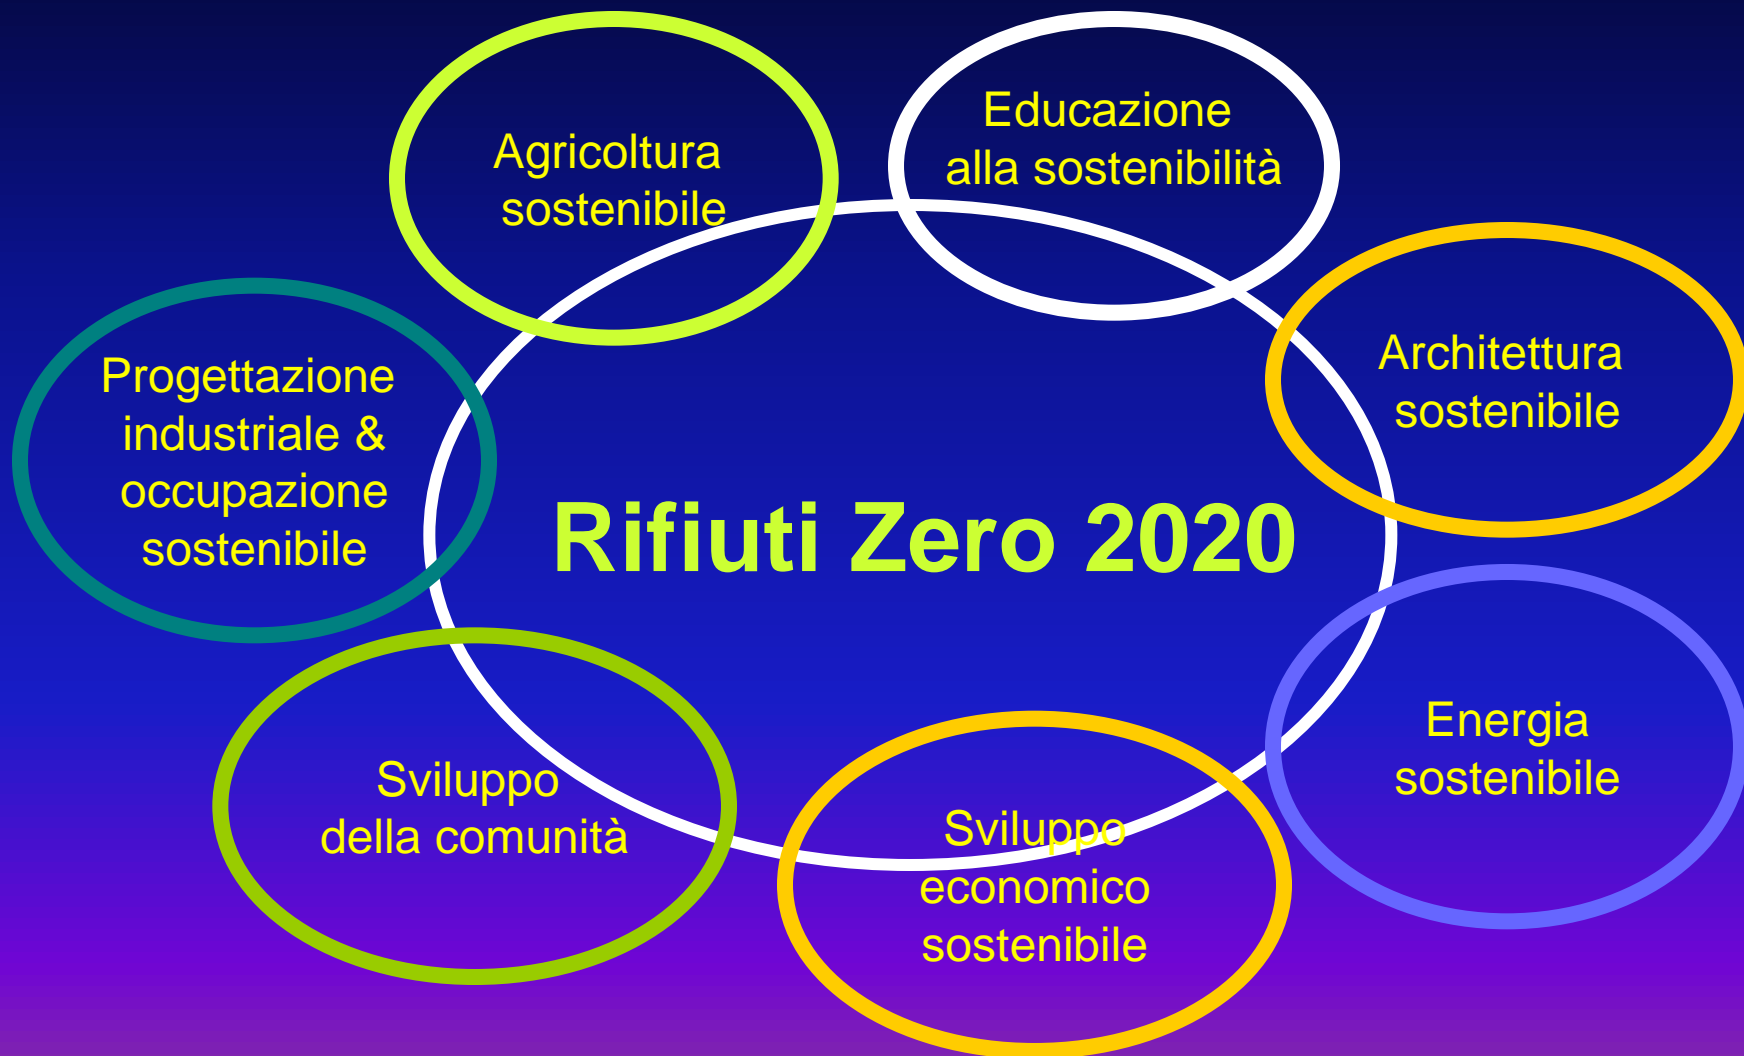 Agricoltura
sostenibile
Educazione
alla sostenibilità
Architettura
sostenibile
Progettazione
industriale &
occupazione
sostenibile
Rifiuti Zero 2020
Energia
sostenibile
Sviluppo
della comunità
Sviluppo
economico
sostenibile